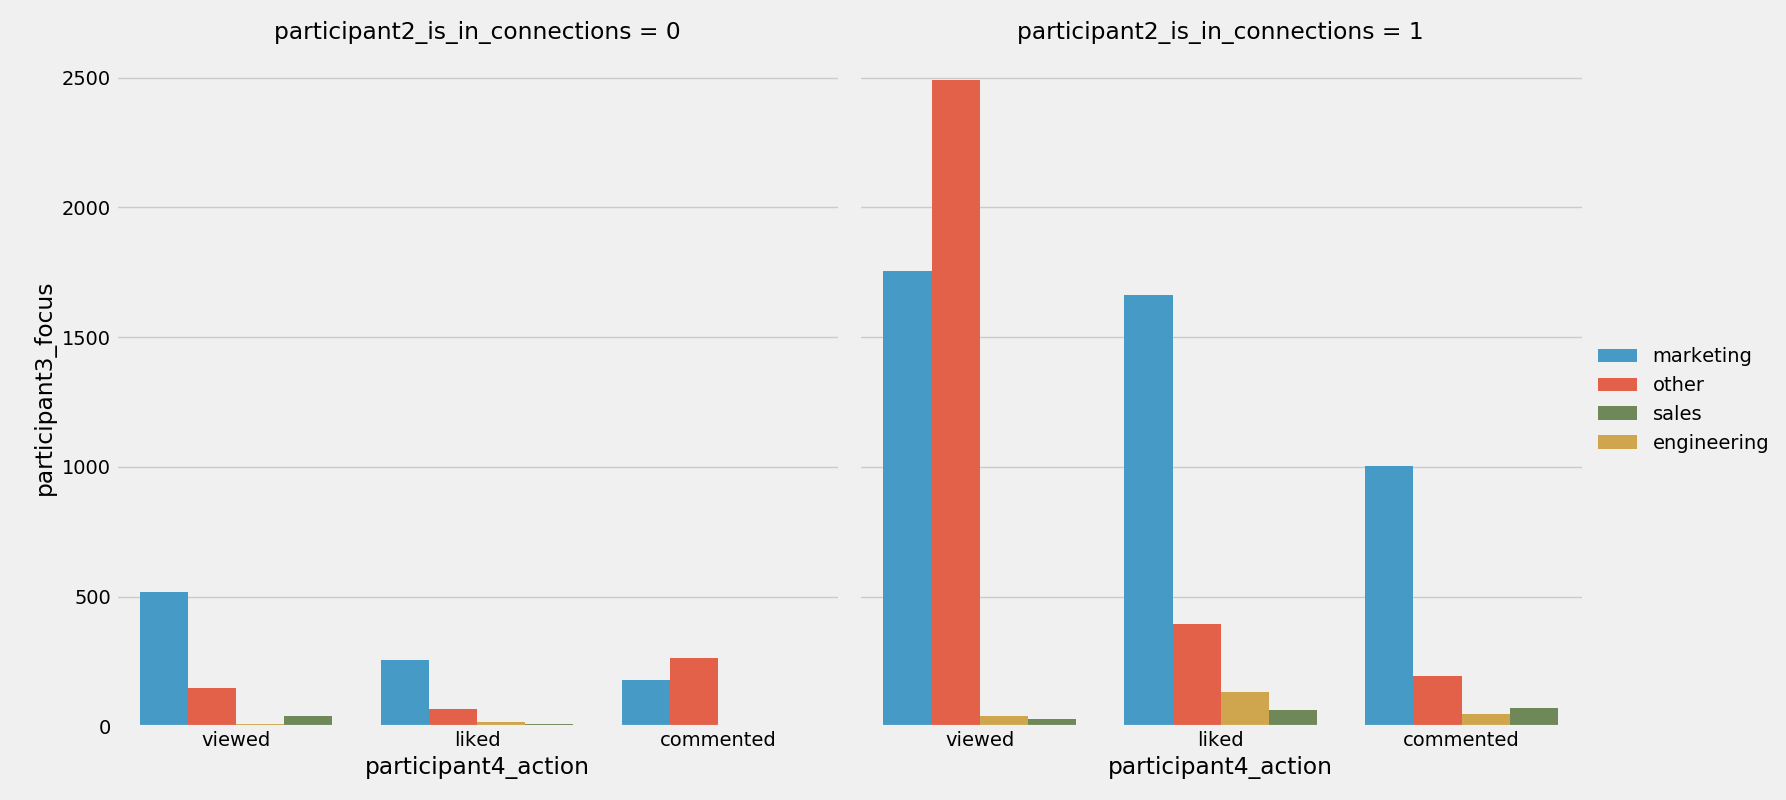 participant2_is_in_connections = 0
participant2_is_in_connections = 1
participant3_focus
2500
2000
1500
1000
500
0
viewed
liked
commented
viewed
liked
commented
participant4_action
participant4_action
marketing
other
sales
engineering